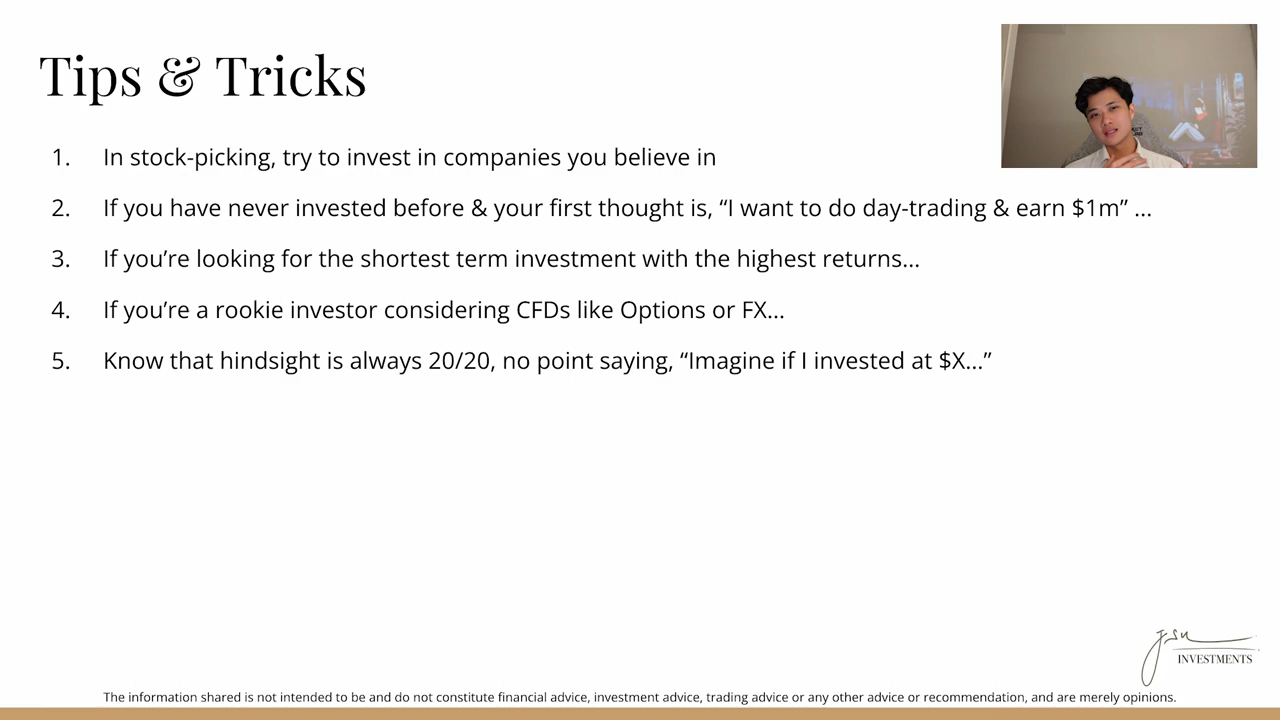 Tips & Tricks
1. In stock-picking, try to invest in companies you believe in
2. If you have never invested before & your first thought is, “I want to do day-trading & earn $1m” ...
3. If you’re looking for the shortest term investment with the highest returns...
4. If you’re a rookie investor considering CFDs like Options or FX...
5. Know that hindsight is always 20/20, no point saying, “Imagine if I invested at $X...”
INVESTMENTS
The information shared is not intended to be and do not constitute financial advice, investment advice, trading advice or any other advice or recommendation, and are merely opinions.